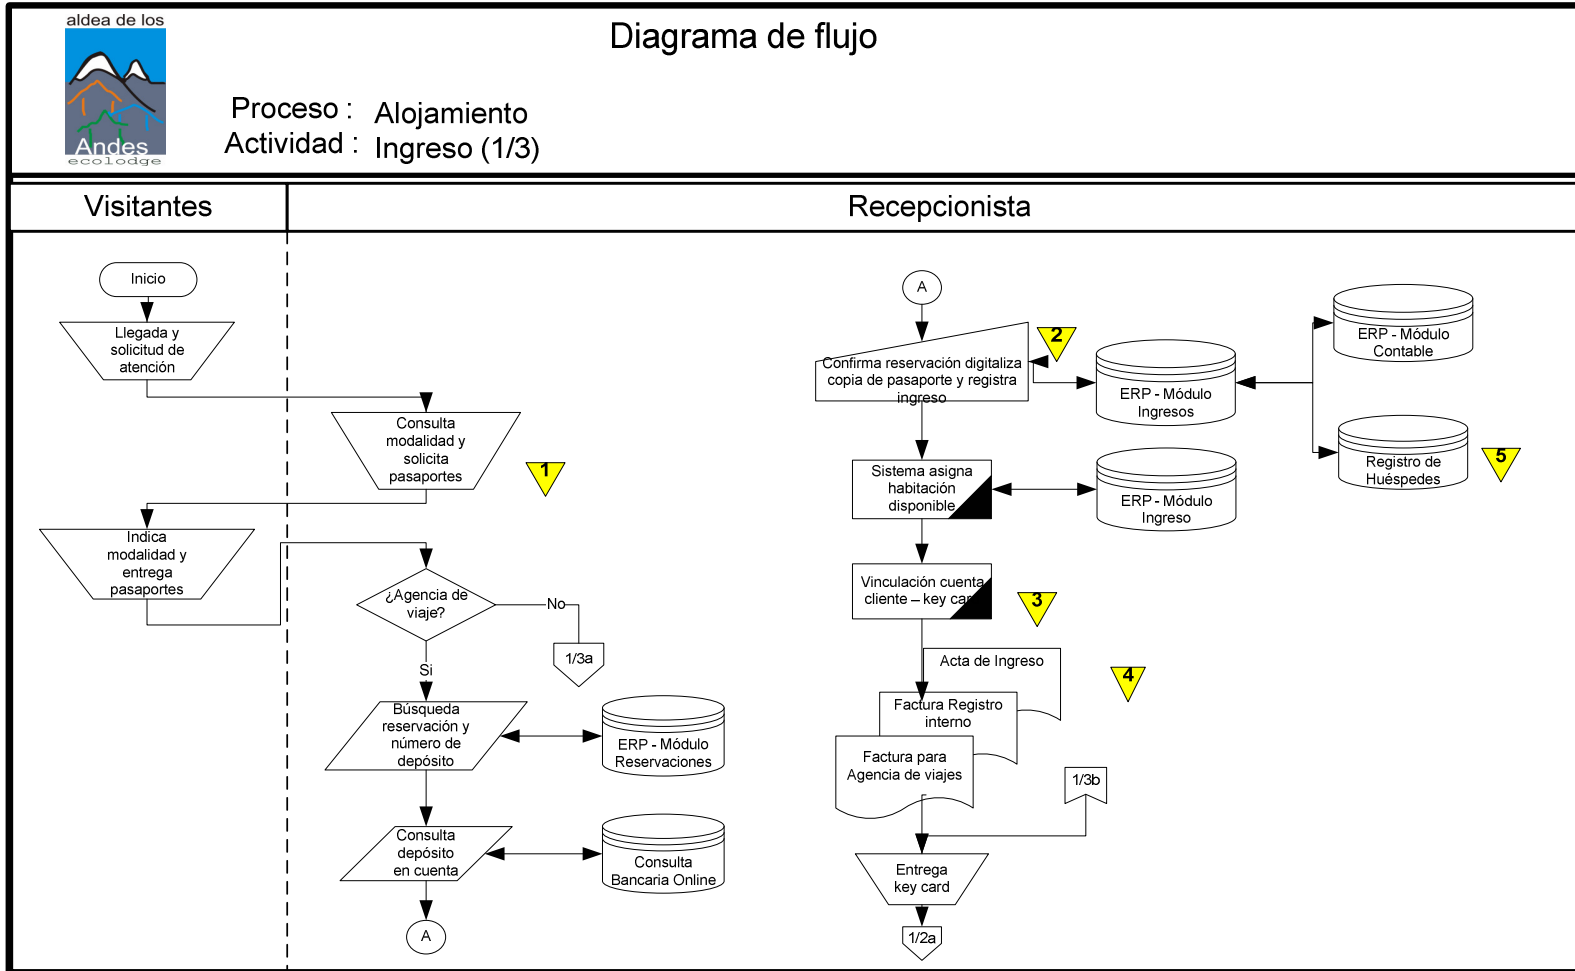 aldea de los
Andes
ecolodge
Diagrama de flujo
Proceso : Alojamiento
Actividad : Ingreso (1/3)
Visitantes
Recepcionista
Inicio
Llegada y
solicitud de
atención
Consulta
modalidad y
solicita
pasaportes
1
Indica
modalidad y
entrega
pasaportes
¿Agencia de
viaje?
No
1/3a
Si
Búsqueda
reservación y
número de
depósito
ERP - Módulo
Reservaciones
Consulta
depósito
en cuenta
Consulta
Bancaria Online
A
A
Confirma reservación digitaliza
copia de pasaporte y registra
ingreso
2
ERP - Módulo
Ingresos
ERP - Módulo
Contable
Registro de
Huéspedes
5
Sistema asigna
habitación
disponible
ERP - Módulo
Ingreso
Vinculación cuenta
cliente – key card
3
Acta de Ingreso
4
Factura Registro
interno
Factura para
Agencia de viajes
1/3b
Entrega
key card
1/2a